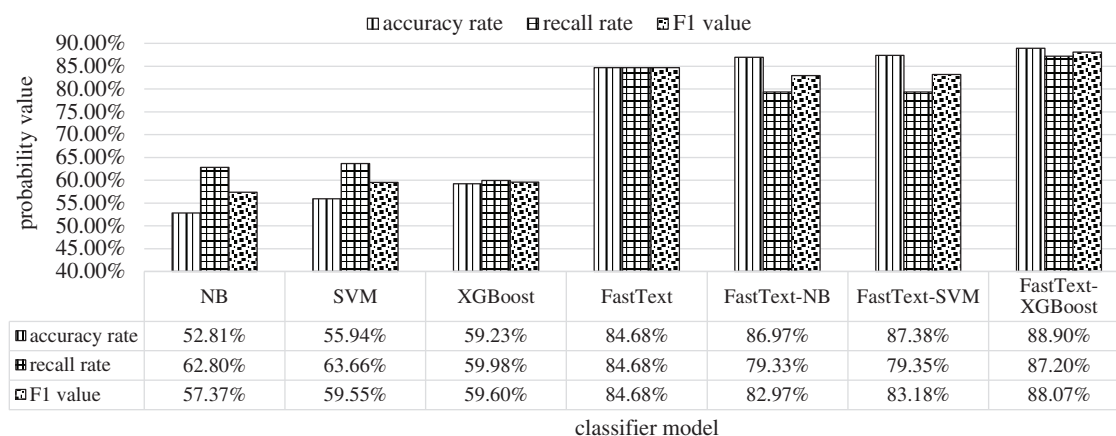 accuracy rate recall rate F1 value
probability value
90.00%
85.00%
80.00%
75.00%
70.00%
65.00%
60.00%
55.00%
50.00%
45.00%
40.00%
NB SVM XGBoost FastText FastText-NB FastText-SVM FastText-
XGBoost
accuracy rate 52.81% 55.94% 59.23% 84.68% 86.97% 87.38% 88.90%
recall rate 62.80% 63.66% 59.98% 84.68% 79.33% 79.35% 87.20%
F1 value 57.37% 59.55% 59.60% 84.68% 82.97% 83.18% 88.07%
classifier model